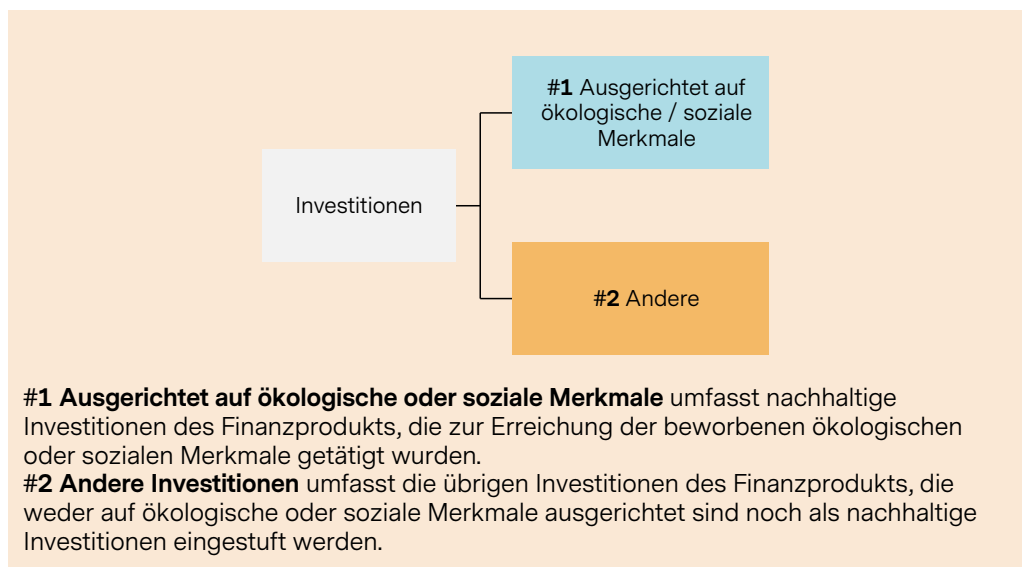 #1 Ausgerichtet auf
ökologische / soziale
Merkmale
Investitionen
#2 Andere
#1 Ausgerichtet auf ökologische oder soziale Merkmale umfasst nachhaltige
Investitionen des Finanzprodukts, die zur Erreichung der beworbenen ökologischen
oder sozialen Merkmale getätigt wurden.
#2 Andere Investitionen umfasst die übrigen Investitionen des Finanzprodukts, die
weder auf ökologische oder soziale Merkmale ausgerichtet sind noch als nachhaltige
Investitionen eingestuft werden.